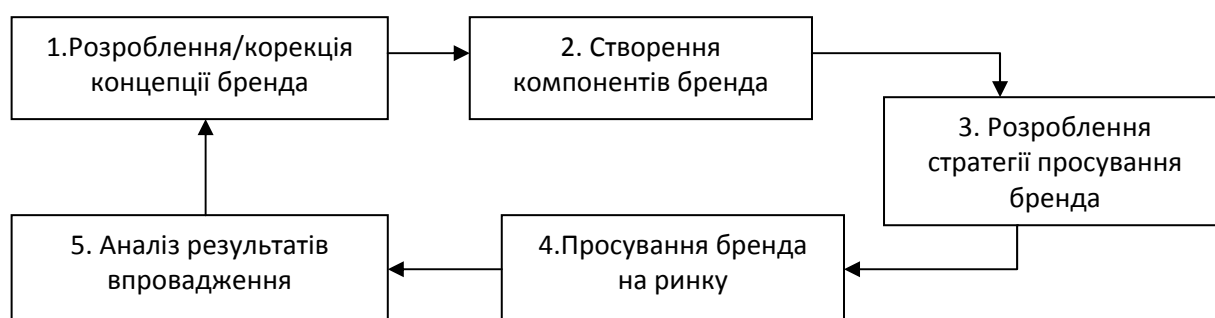 1.Розроблення/корекція
концепції бренда
2. Створення
компонентів бренда
3. Розроблення
стратегії просування
бренда
4.Просування бренда
на ринку
5. Аналіз результатів
впровадження